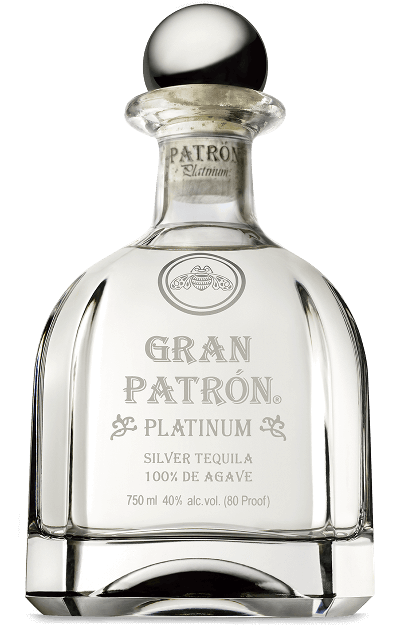 PATRÓN
Platinum
GRAN
PATRÓN®
PLATINUM
SILVER TEQUILA
100% DE AGAVE
750 ml 40% alc.vol. (80 Proof)